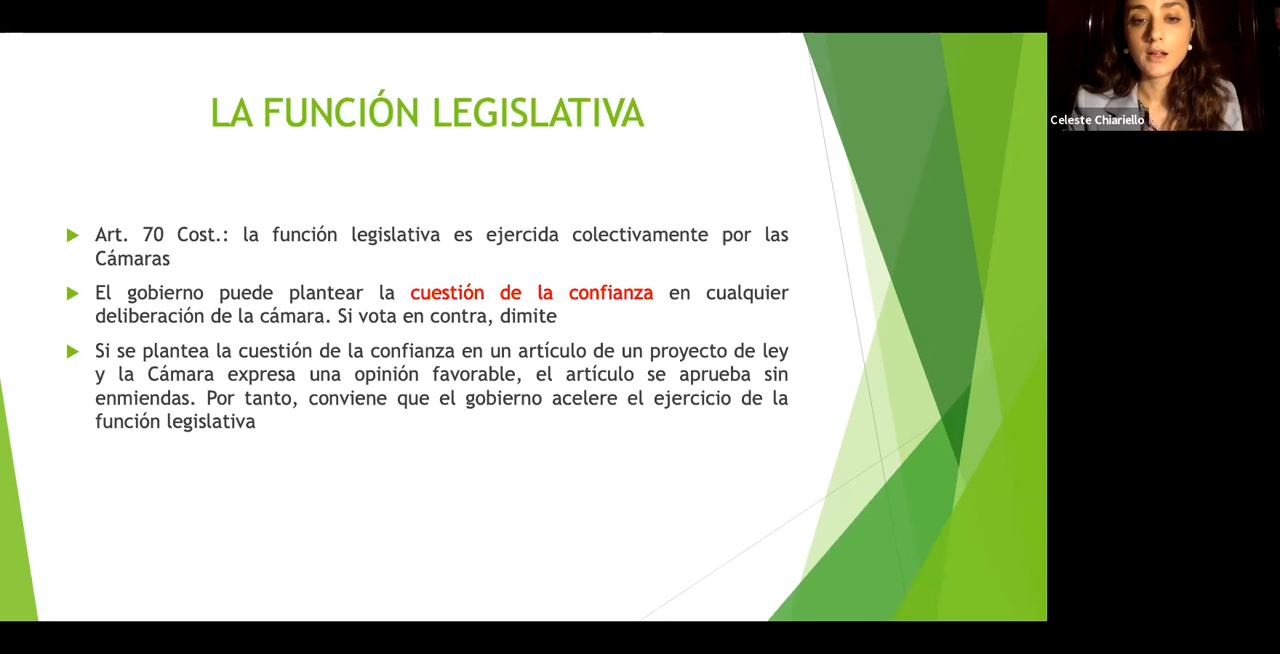 LA FUNCIÓN LEGISLATIVA
Art. 70 Cost.: la función legislativa es ejercida colectivamente por las
Cámaras
El gobierno puede plantear la cuestión de la confianza en cualquier
deliberación de la cámara. Si vota en contra, dimite
Si se plantea la cuestión de la confianza en un artículo de un proyecto de ley
y la Cámara expresa una opinión favorable, el artículo se aprueba sin
enmiendas. Por tanto, conviene que el gobierno acelere el ejercicio de la
función legislativa
Celeste Chiariello